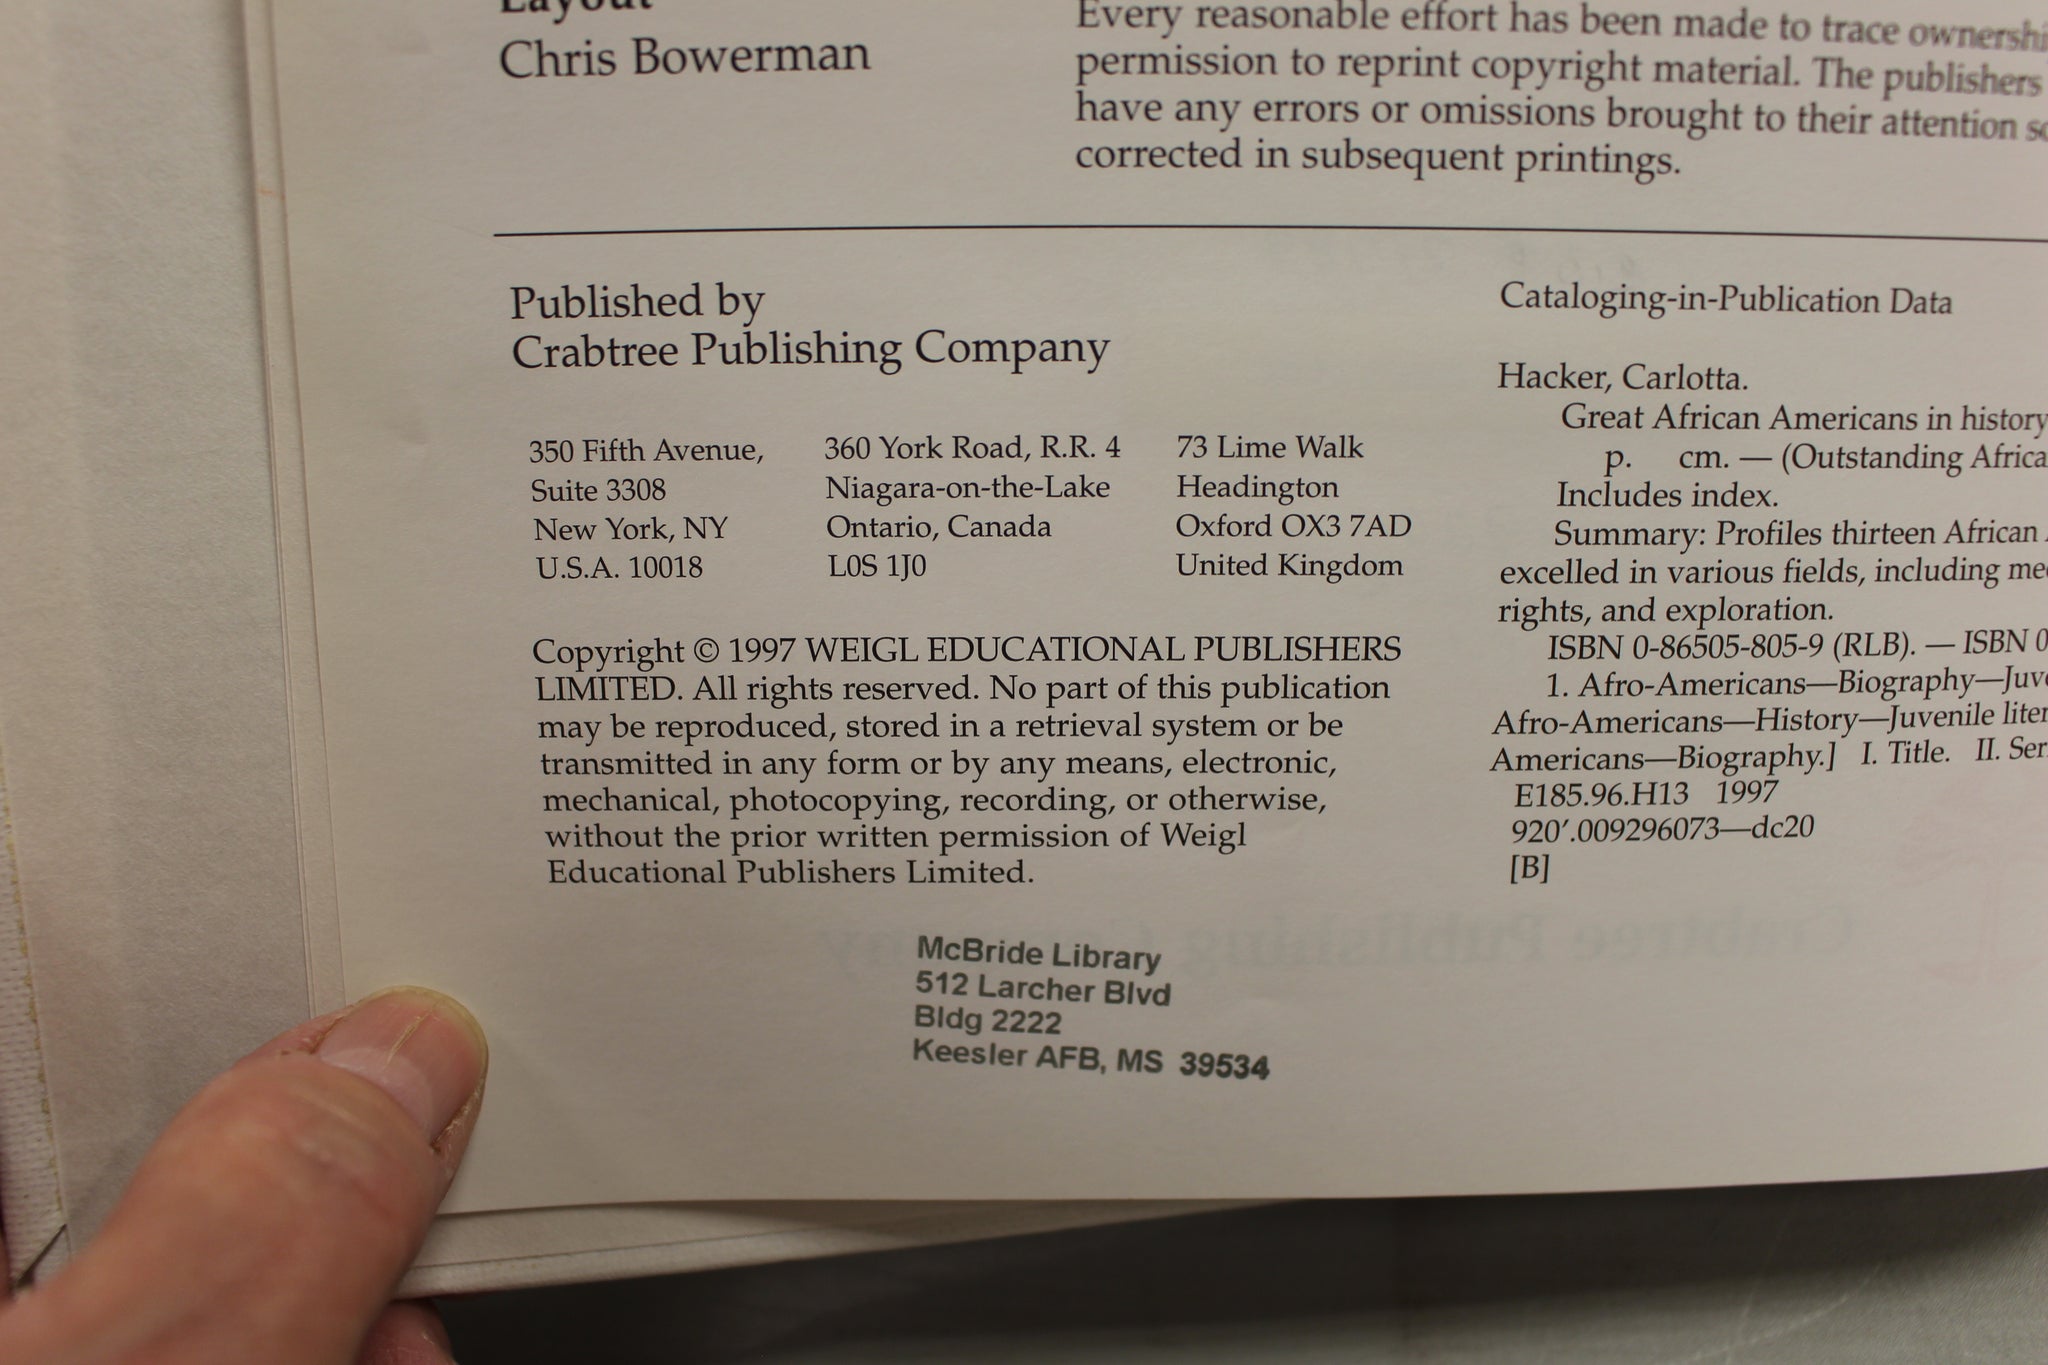 Layout
Chris Bowerman
Every reasonable effort has been made to trace
permission to reprint copyright material. The publishers
have any errors or omissions brought to their attention
corrected in subsequent printings.
Published by
Crabtree Publishing Company
350 Fifth Avenue,
Suite 3308
New York, NY
U.S.A. 10018
360 York Road, R.R. 4
Niagara-on-the-Lake
Ontario, Canada
L0S 1J0
73 Lime Walk
Headington
Oxford OX3 7AD
United Kingdom
Copyright © 1997 WEIGL EDUCATIONAL PUBLISHERS
LIMITED. All rights reserved. No part of this publication
may be reproduced, stored in a retrieval system or be
transmitted in any form or by any means, electronic,
mechanical, photocopying, recording, or otherwise,
without the prior written permission of Weigl
Educational Publishers Limited.
Cataloging-in-Publication Data
Hacker, Carlotta.
Great African Americans in history
p. cm. — (Outstanding
Includes index.
Summary: Profiles thirteen African
excelled in various fields, including
rights, and exploration.
ISBN 0-86505-805-9 (RLB). — ISBN
1. Afro-Americans—Biography—
Afro-Americans—History—Juvenile
Americans—Biography.] I. Title. II.
E185.96.H13 1997
920'.009296073—dc20
[B]
McBride Library
512 Larcher Blvd
Bldg 2222
Keesler AFB, MS 39534